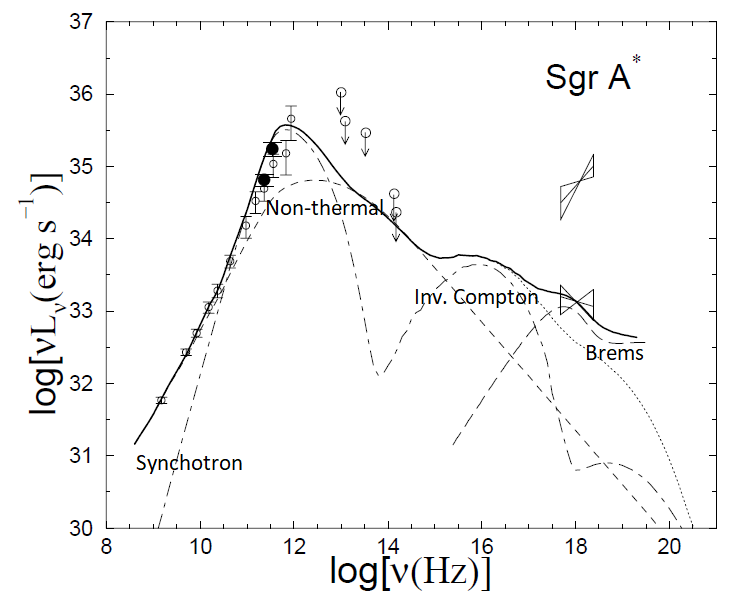 37
Sgr A*
36
35
34
33
32
31
30
log[νLν(erg s−1)]
Non-thermal
Inv. Compton
Brems
Synchotron
8 10 12 14 16 18 20
log[ν(Hz)]